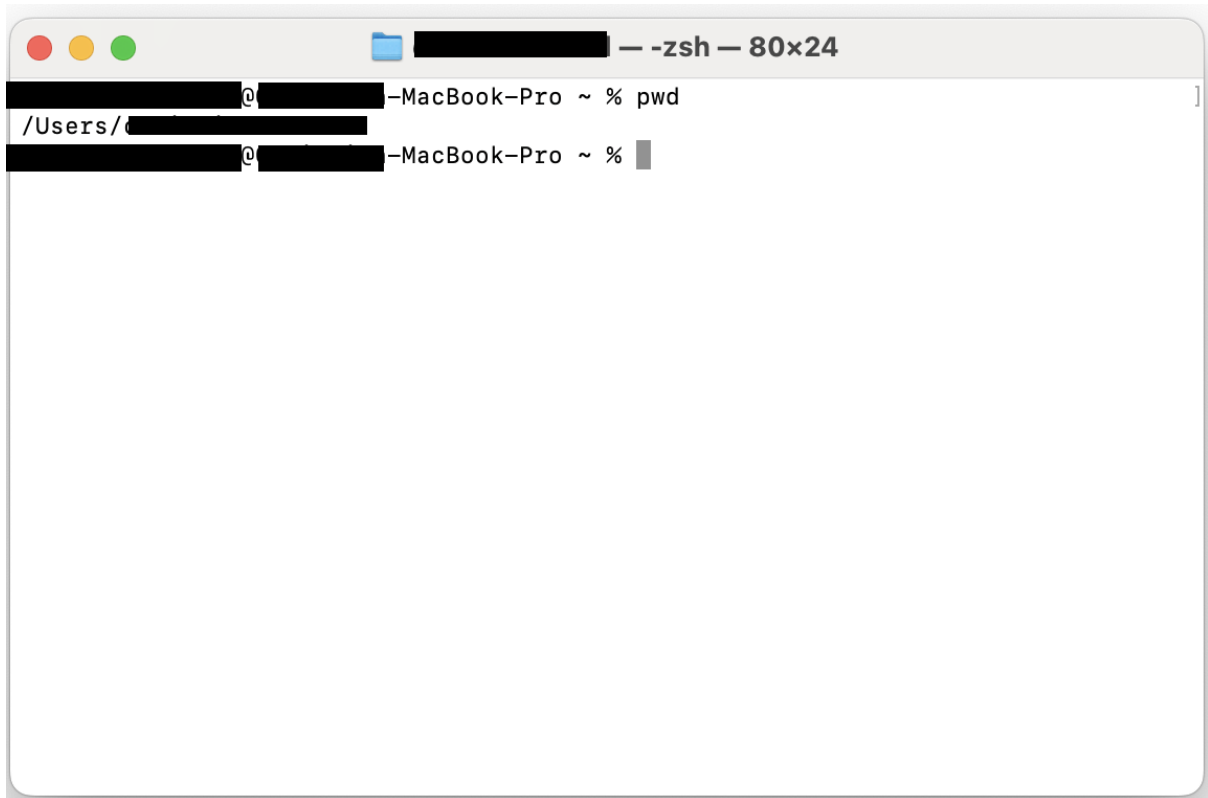 — -zsh — 80×24
@ -MacBook-Pro ~ % pwd ]
/Users/
@ -MacBook-Pro ~ %